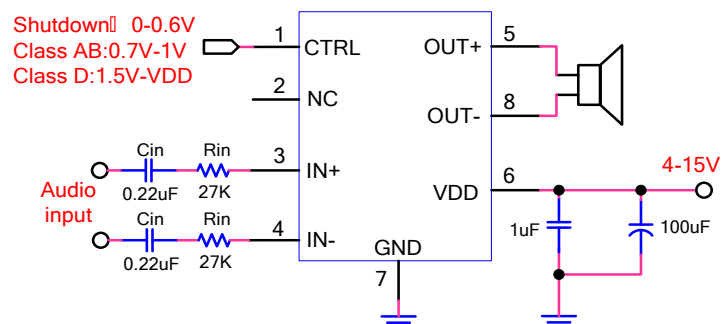 Shutdown 0-0.6V
Class AB:0.7V-1V
Class D:1.5V-VDD
1 CTRL
2 NC
Cin Rin
3 IN+
0.22uF 27K
Audio input
Cin Rin
4 IN-
0.22uF 27K
GND
7
OUT+ 5
OUT- 8
VDD 6
4-15V
1uF
100uF